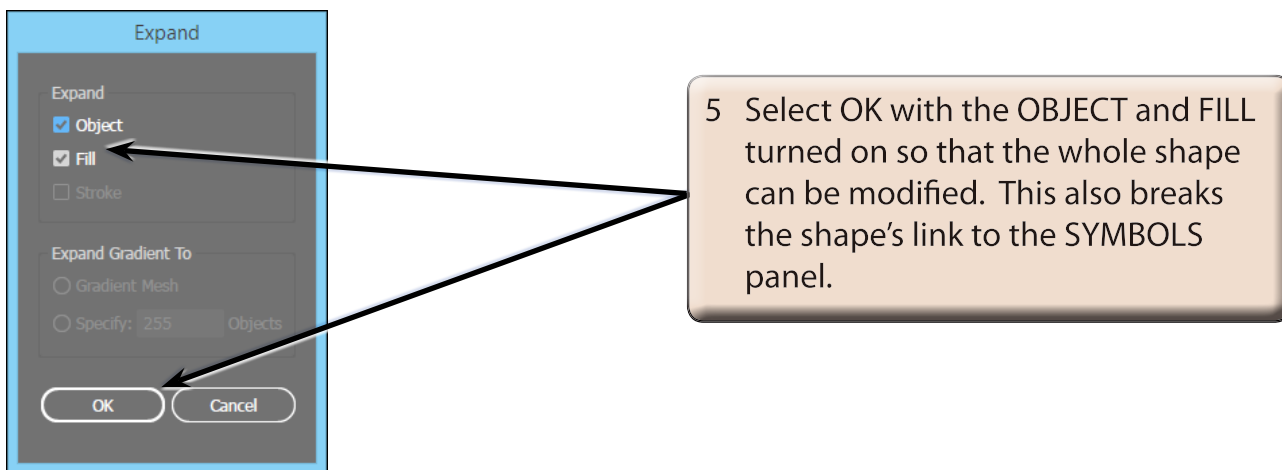 Expand
Expand
Object
Fill
Stroke
Expand Gradient To
Gradient Mesh
Specify: 255 Objects
OK Cancel
5 Select OK with the OBJECT and FILL
turned on so that the whole shape
can be modified. This also breaks
the shape’s link to the SYMBOLS
panel.